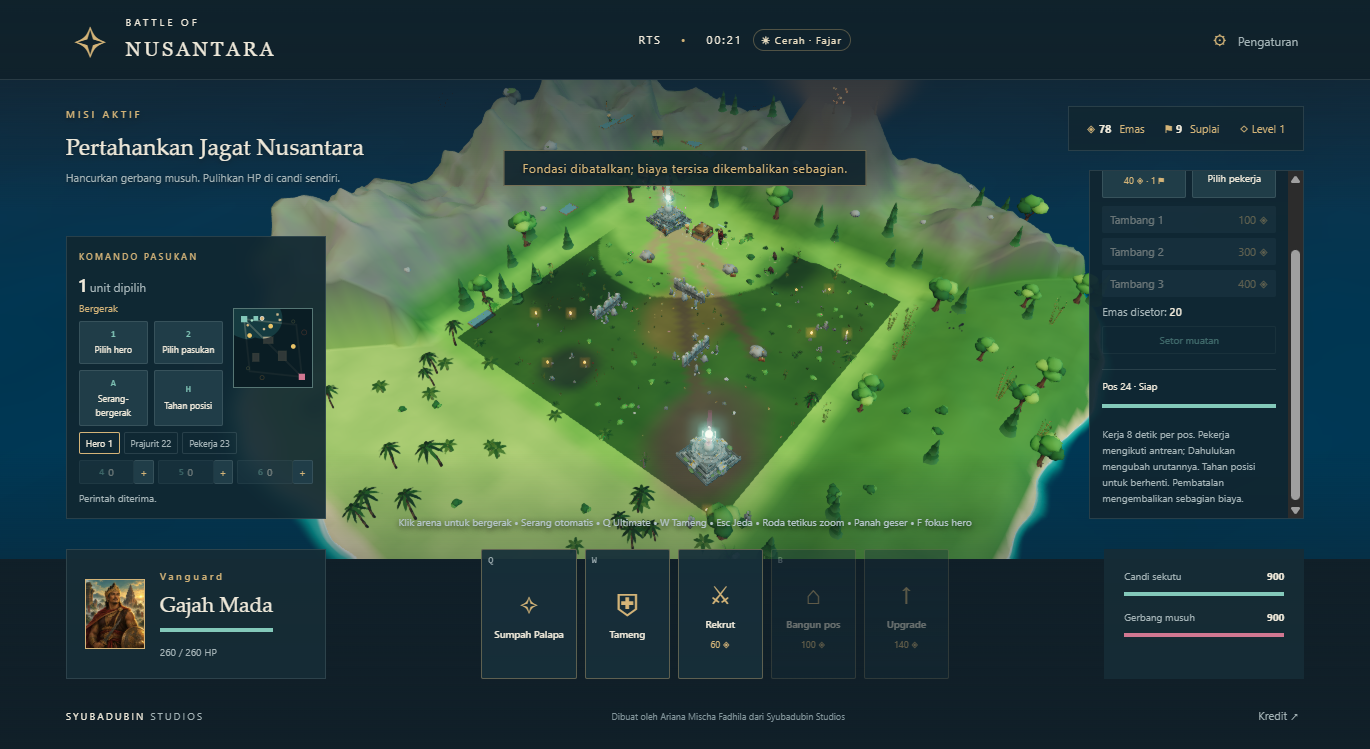 BATTLE OF
NUSANTARA
RTS • 00:21 Cerah · Fajar
Pengaturan
MISI AKTIF
Pertahankan Jagat Nusantara
Hancurkan gerbang musuh. Pulihkan HP di candi sendiri.
78 Emas 9 Suplai Level 1
Fondasi dibatalkan; biaya tersisa dikembalikan sebagian.
KOMANDO PASUKAN
1 unit dipilih
Bergerak
1
Pilih hero
2
Pilih pasukan
A
Serang-
bergerak
H
Tahan posisi
Hero 1 Prajurit 22 Pekerja 23
4 0 + 5 0 + 6 0 +
Perintah diterima.
40 · 1
Pilih pekerja
Tambang 1 100
Tambang 2 300
Tambang 3 400
Emas disetor: 20
Setor muatan
Pos 24 · Siap
Kerja 8 detik per pos. Pekerja
mengikuti antrean; Dahulukan
mengubah urutannya. Tahan posisi
untuk berhenti. Pembatalan
mengembalikan sebagian biaya.
Klik arena untuk bergerak • Serang otomatis • Q Ultimate • W Tameng • Esc Jeda • Roda tetikus zoom • Panah geser • F fokus hero
Vanguard
Gajah Mada
260 / 260 HP
Q
Sumpah Palapa
W
Tameng
Rekrut
60
B
Bangun pos
100
Upgrade
140
Candi sekutu 900
Gerbang musuh 900
SYUBADUBIN STUDIOS
Dibuat oleh Ariana Mischa Fadhila dari Syubadubin Studios
Kredit ↗